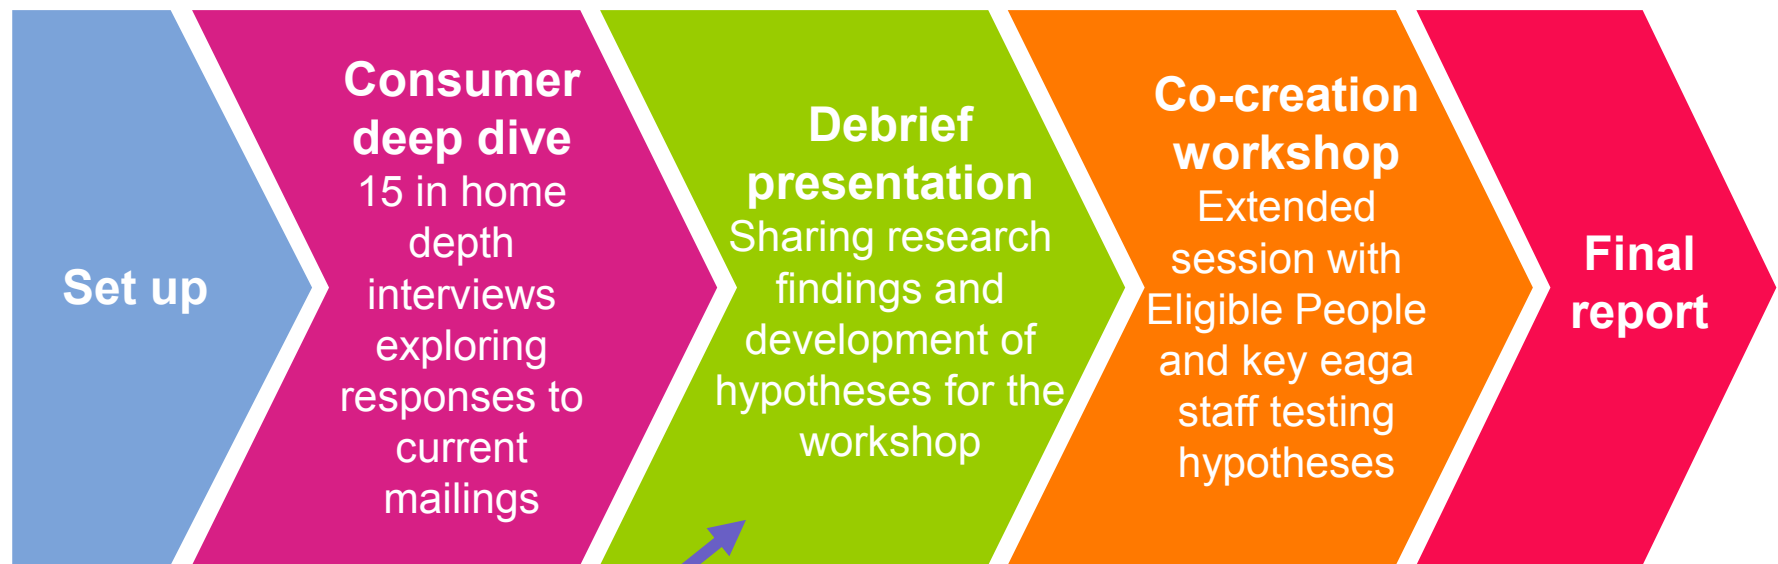 Set up
Consumer
deep dive
15 in home
depth
interviews
exploring
responses to
current
mailings
Debrief
presentation
Sharing research
findings and
development of
hypotheses for the
workshop
Co-creation
workshop
Extended
session with
Eligible People
and key eaga
staff testing
hypotheses
Final
report